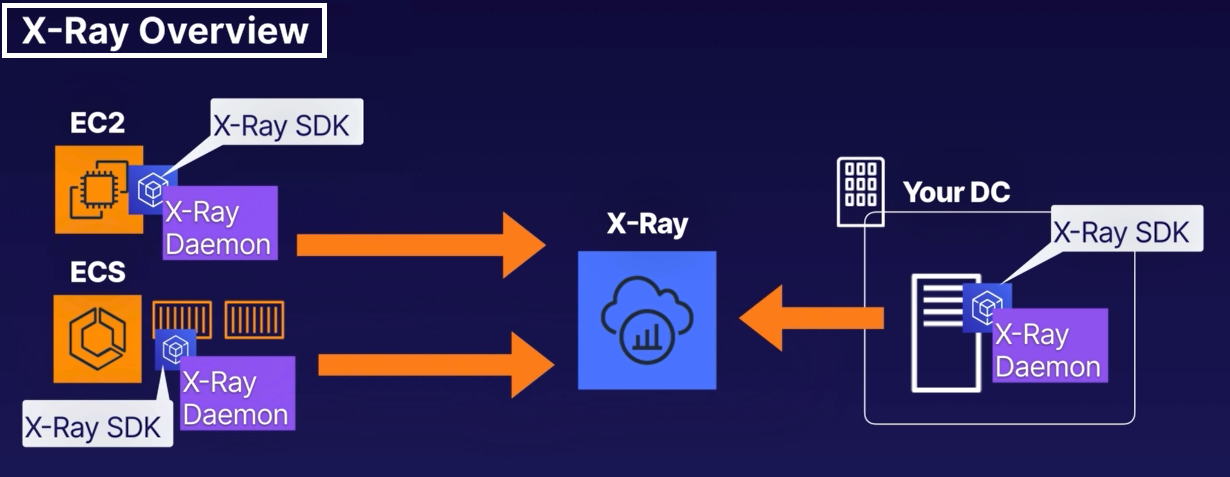 X-Ray Overview
EC2
X-Ray SDK
X-Ray
Daemon
ECS
X-Ray
Daemon
X-Ray SDK
X-Ray
Your DC
X-Ray SDK
X-Ray
Daemon